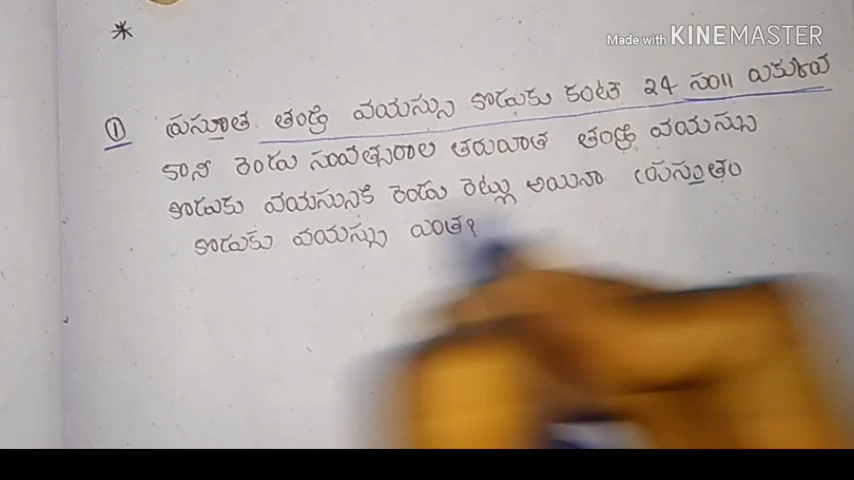 *
Made with KINEMASTER
① ప్రస్తుత తండ్రి వయస్సు కొడుకు కంటె 24 సం॥ ఎకువ
కానీ రెండు సంవత్సరాల తరువాత తండ్రి వయస్సు
కొడుకు వయసునకి రెండు రెట్లు అయినా ప్రస్తుతం
కొడుకు వయస్సు ఎంత?